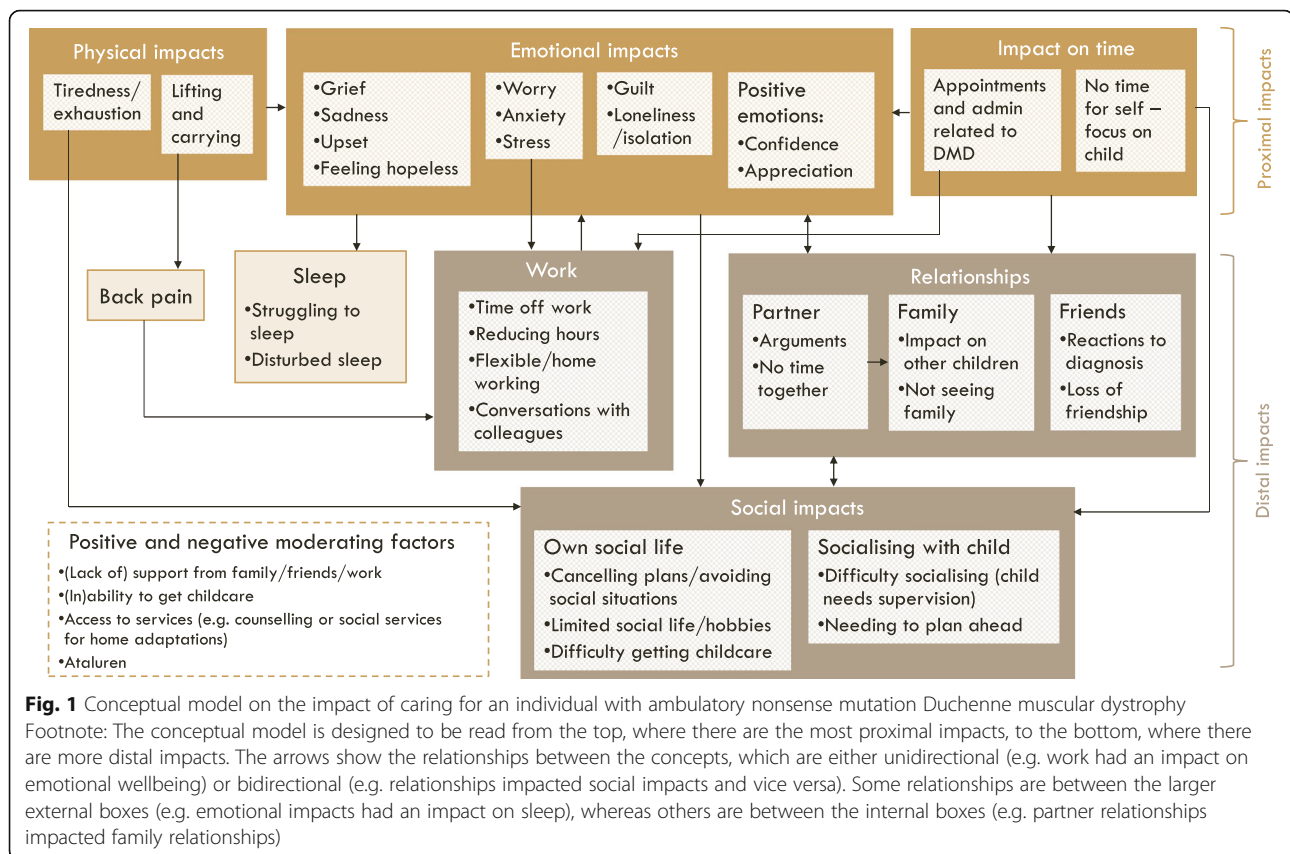 Physical impacts
Tiredness/
exhaustion
Lifting
and
carrying
Emotional impacts
•Grief
•Sadness
•Upset
•Feeling hopeless
•Worry
•Anxiety
•Stress
•Guilt
•Loneliness
/isolation
Positive
emotions:
•Confidence
•Appreciation
Impact on time
Appointments
and admin
related to
DMD
No time
for self –
focus on
child
Proximal impacts
Back pain
Sleep
•Struggling to
sleep
•Disturbed sleep
Work
•Time off work
•Reducing hours
•Flexible/home
working
•Conversations with
colleagues
Relationships
Partner
•Arguments
•No time
together
Family
•Impact on
other children
•Not seeing
family
Friends
•Reactions to
diagnosis
•Loss of
friendship
Distal impacts
Social impacts
Own social life
•Cancelling plans/avoiding
social situations
•Limited social life/hobbies
•Difficulty getting childcare
Socialising with child
•Difficulty socialising (child
needs supervision)
•Needing to plan ahead
Positive and negative moderating factors
•(Lack of) support from family/friends/work
•(In)ability to get childcare
•Access to services (e.g. counselling or social services
for home adaptations)
•Ataluren
Fig. 1 Conceptual model on the impact of caring for an individual with ambulatory nonsense mutation Duchenne muscular dystrophy
Footnote: The conceptual model is designed to be read from the top, where there are the most proximal impacts, to the bottom, where there
are more distal impacts. The arrows show the relationships between the concepts, which are either unidirectional (e.g. work had an impact on
emotional wellbeing) or bidirectional (e.g. relationships impacted social impacts and vice versa). Some relationships are between the larger
external boxes (e.g. emotional impacts had an impact on sleep), whereas others are between the internal boxes (e.g. partner relationships
impacted family relationships)